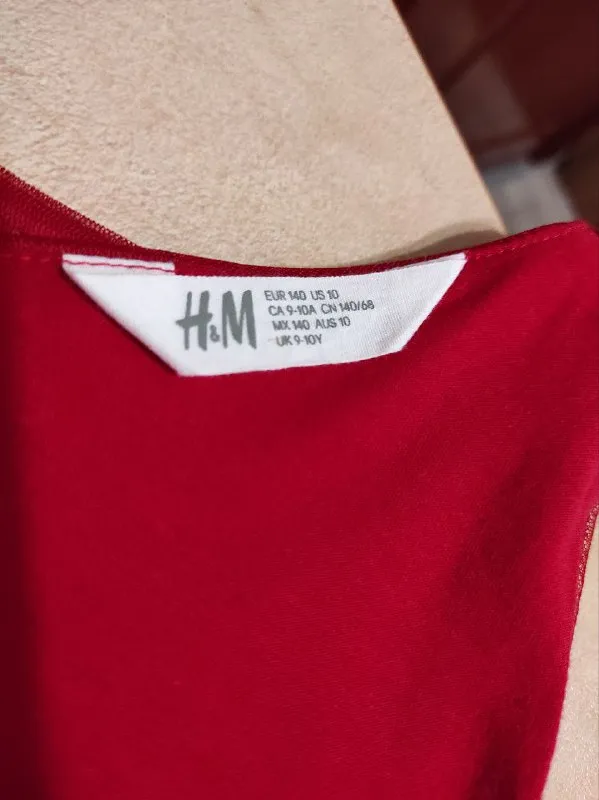 H&M
EUR 140 US 10
CA 9-10A CN 140/68
MX 140 AUS 10
UK 9-10Y